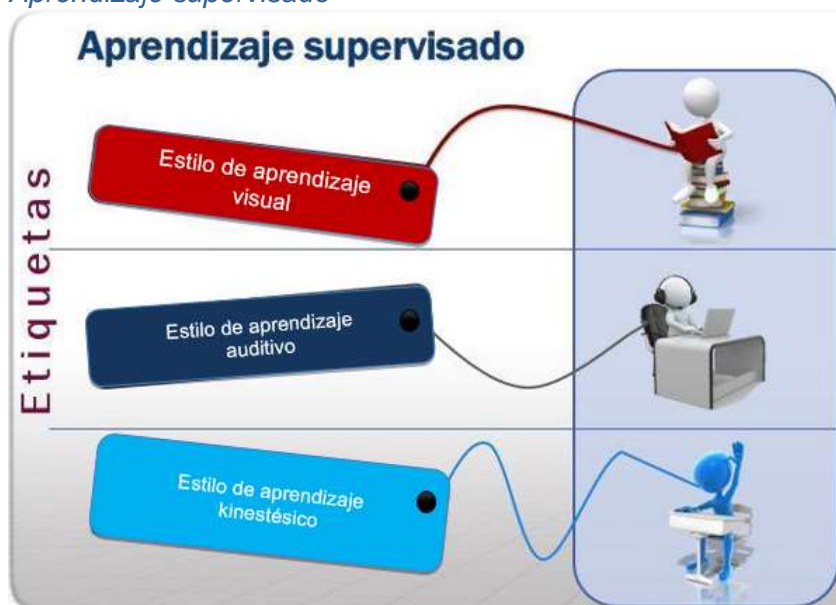 Aprendizaje supervisado
Aprendizaje supervisado
Etiquetas
Estilo de aprendizaje
visual
Estilo de aprendizaje
auditivo
Estilo de aprendizaje
kinestésico